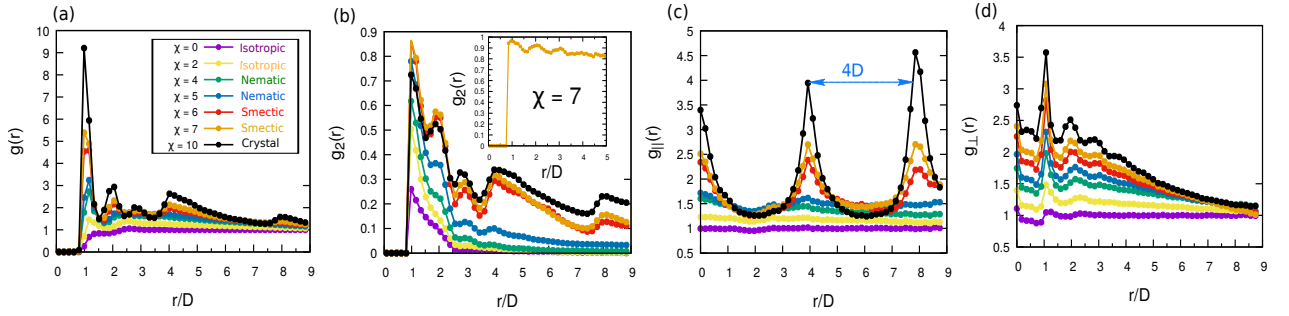 (a)
g(r)
10
9
8
7
6
5
4
3
2
1
0
χ = 0 Isotropic
χ = 2 Isotropic
χ = 4 Nematic
χ = 5 Nematic
χ = 6 Smectic
χ = 7 Smectic
χ = 10 Crystal
0 1 2 3 4 5 6 7 8 9
r/D
(b)
g₂(r)
0.9
0.8
0.7
0.6
0.5
0.4
0.3
0.2
0.1
0
0 1 2 3 4 5 6 7 8 9
r/D
g₂(r)
1
0.9
0.8
0.7
0.6
0.5
0.4
0.3
0.2
0.1
0
χ = 7
0 1 2 3 4 5
r/D
(c)
g||(r)
5
4.5
4
3.5
3
2.5
2
1.5
1
0.5
4D
0 1 2 3 4 5 6 7 8 9
r/D
(d)
g⊥(r)
4
3.5
3
2.5
2
1.5
1
0.5
0 1 2 3 4 5 6 7 8 9
r/D